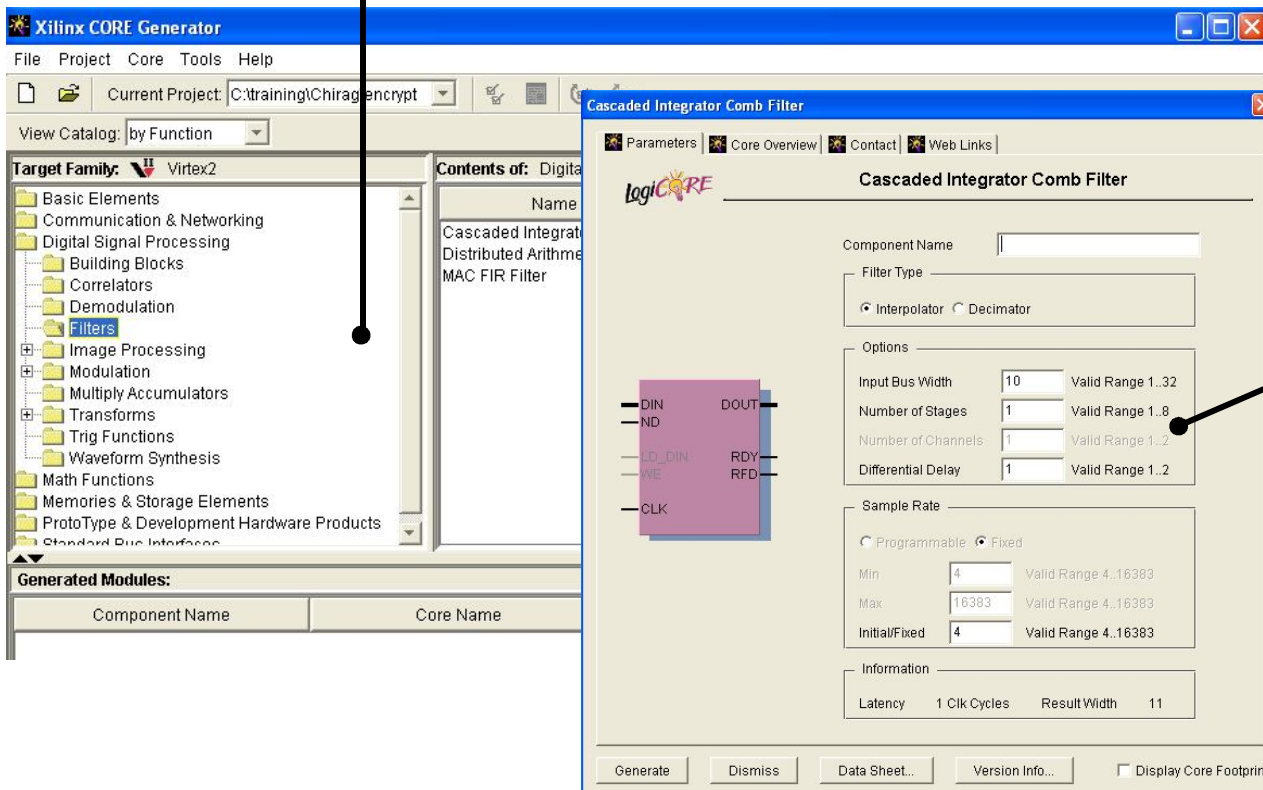 Xilinx CORE Generator
File Project Core Tools Help
Current Project: C:\training\Chirag encrypt
View Catalog: by Function
Target Family: Virtex2
Basic Elements
Communication & Networking
Digital Signal Processing
Building Blocks
Correlators
Demodulation
Filters
Image Processing
Modulation
Multiply Accumulators
Transforms
Trig Functions
Waveform Synthesis
Math Functions
Memories & Storage Elements
ProtoType & Development Hardware Products
Standard Bus Interfaces
Contents of: Digita
Name
Cascaded Integrato
Distributed Arithme
MAC FIR Filter
Generated Modules:
Component Name Core Name
Cascaded Integrator Comb Filter
Parameters Core Overview Contact Web Links
logiCORE
Cascaded Integrator Comb Filter
Component Name
Filter Type
Interpolator Decimator
Options
Input Bus Width 10 Valid Range 1..32
Number of Stages 1 Valid Range 1..8
Number of Channels 1 Valid Range 1..2
Differential Delay 1 Valid Range 1..2
DIN DOUT
ND
LD_DIN RDY
WE RFD
CLK
Sample Rate
Programmable Fixed
Min 4 Valid Range 4..16383
Max 16383 Valid Range 4..16383
Initial/Fixed 4 Valid Range 4..16383
Information
Latency 1 Clk Cycles Result Width 11
Generate Dismiss Data Sheet... Version Info... Display Core Footprin